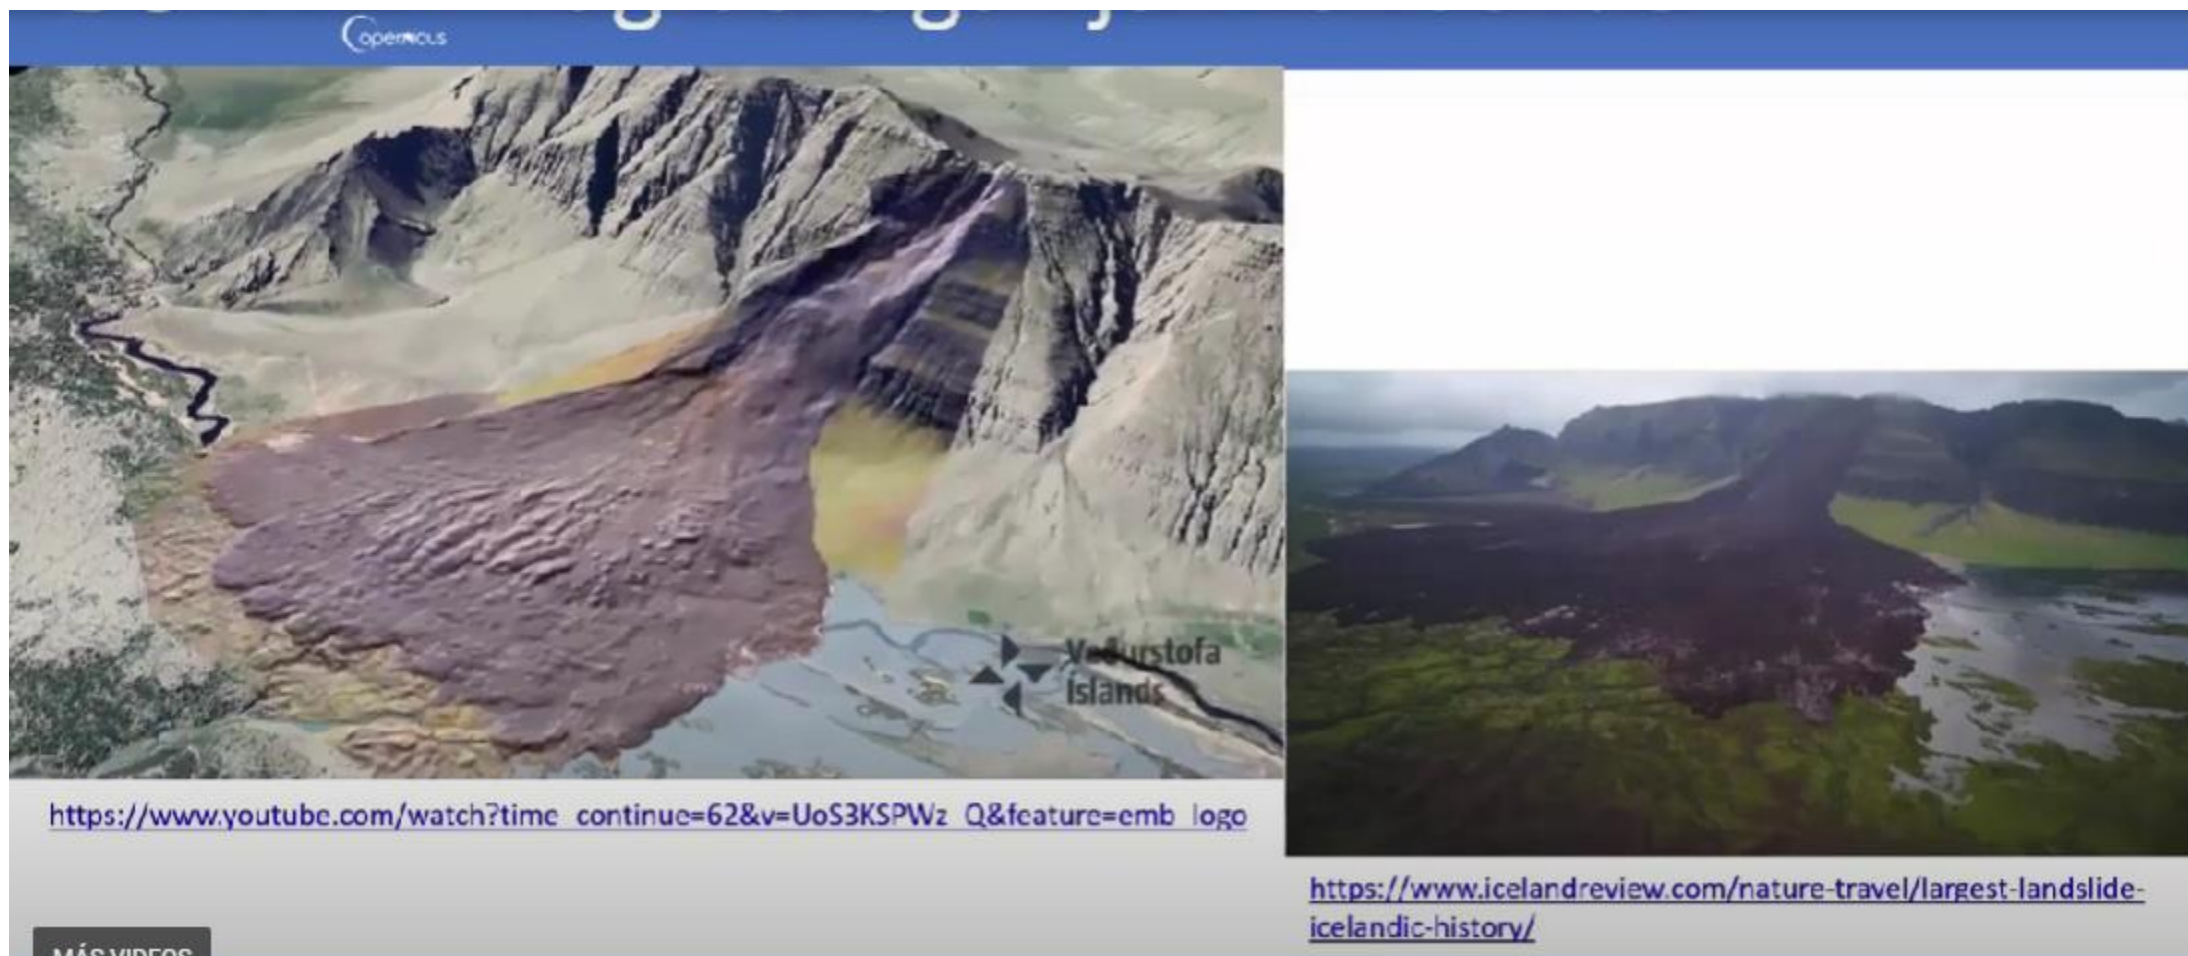 opernicus
Veðurstofa
Íslands
https://www.youtube.com/watch?time_continue=62&v=UoS3KSPWz_Q&feature=emb_logo
https://www.icelandreview.com/nature-travel/largest-landslide-
icelandic-history/
MÁS VIDEOS